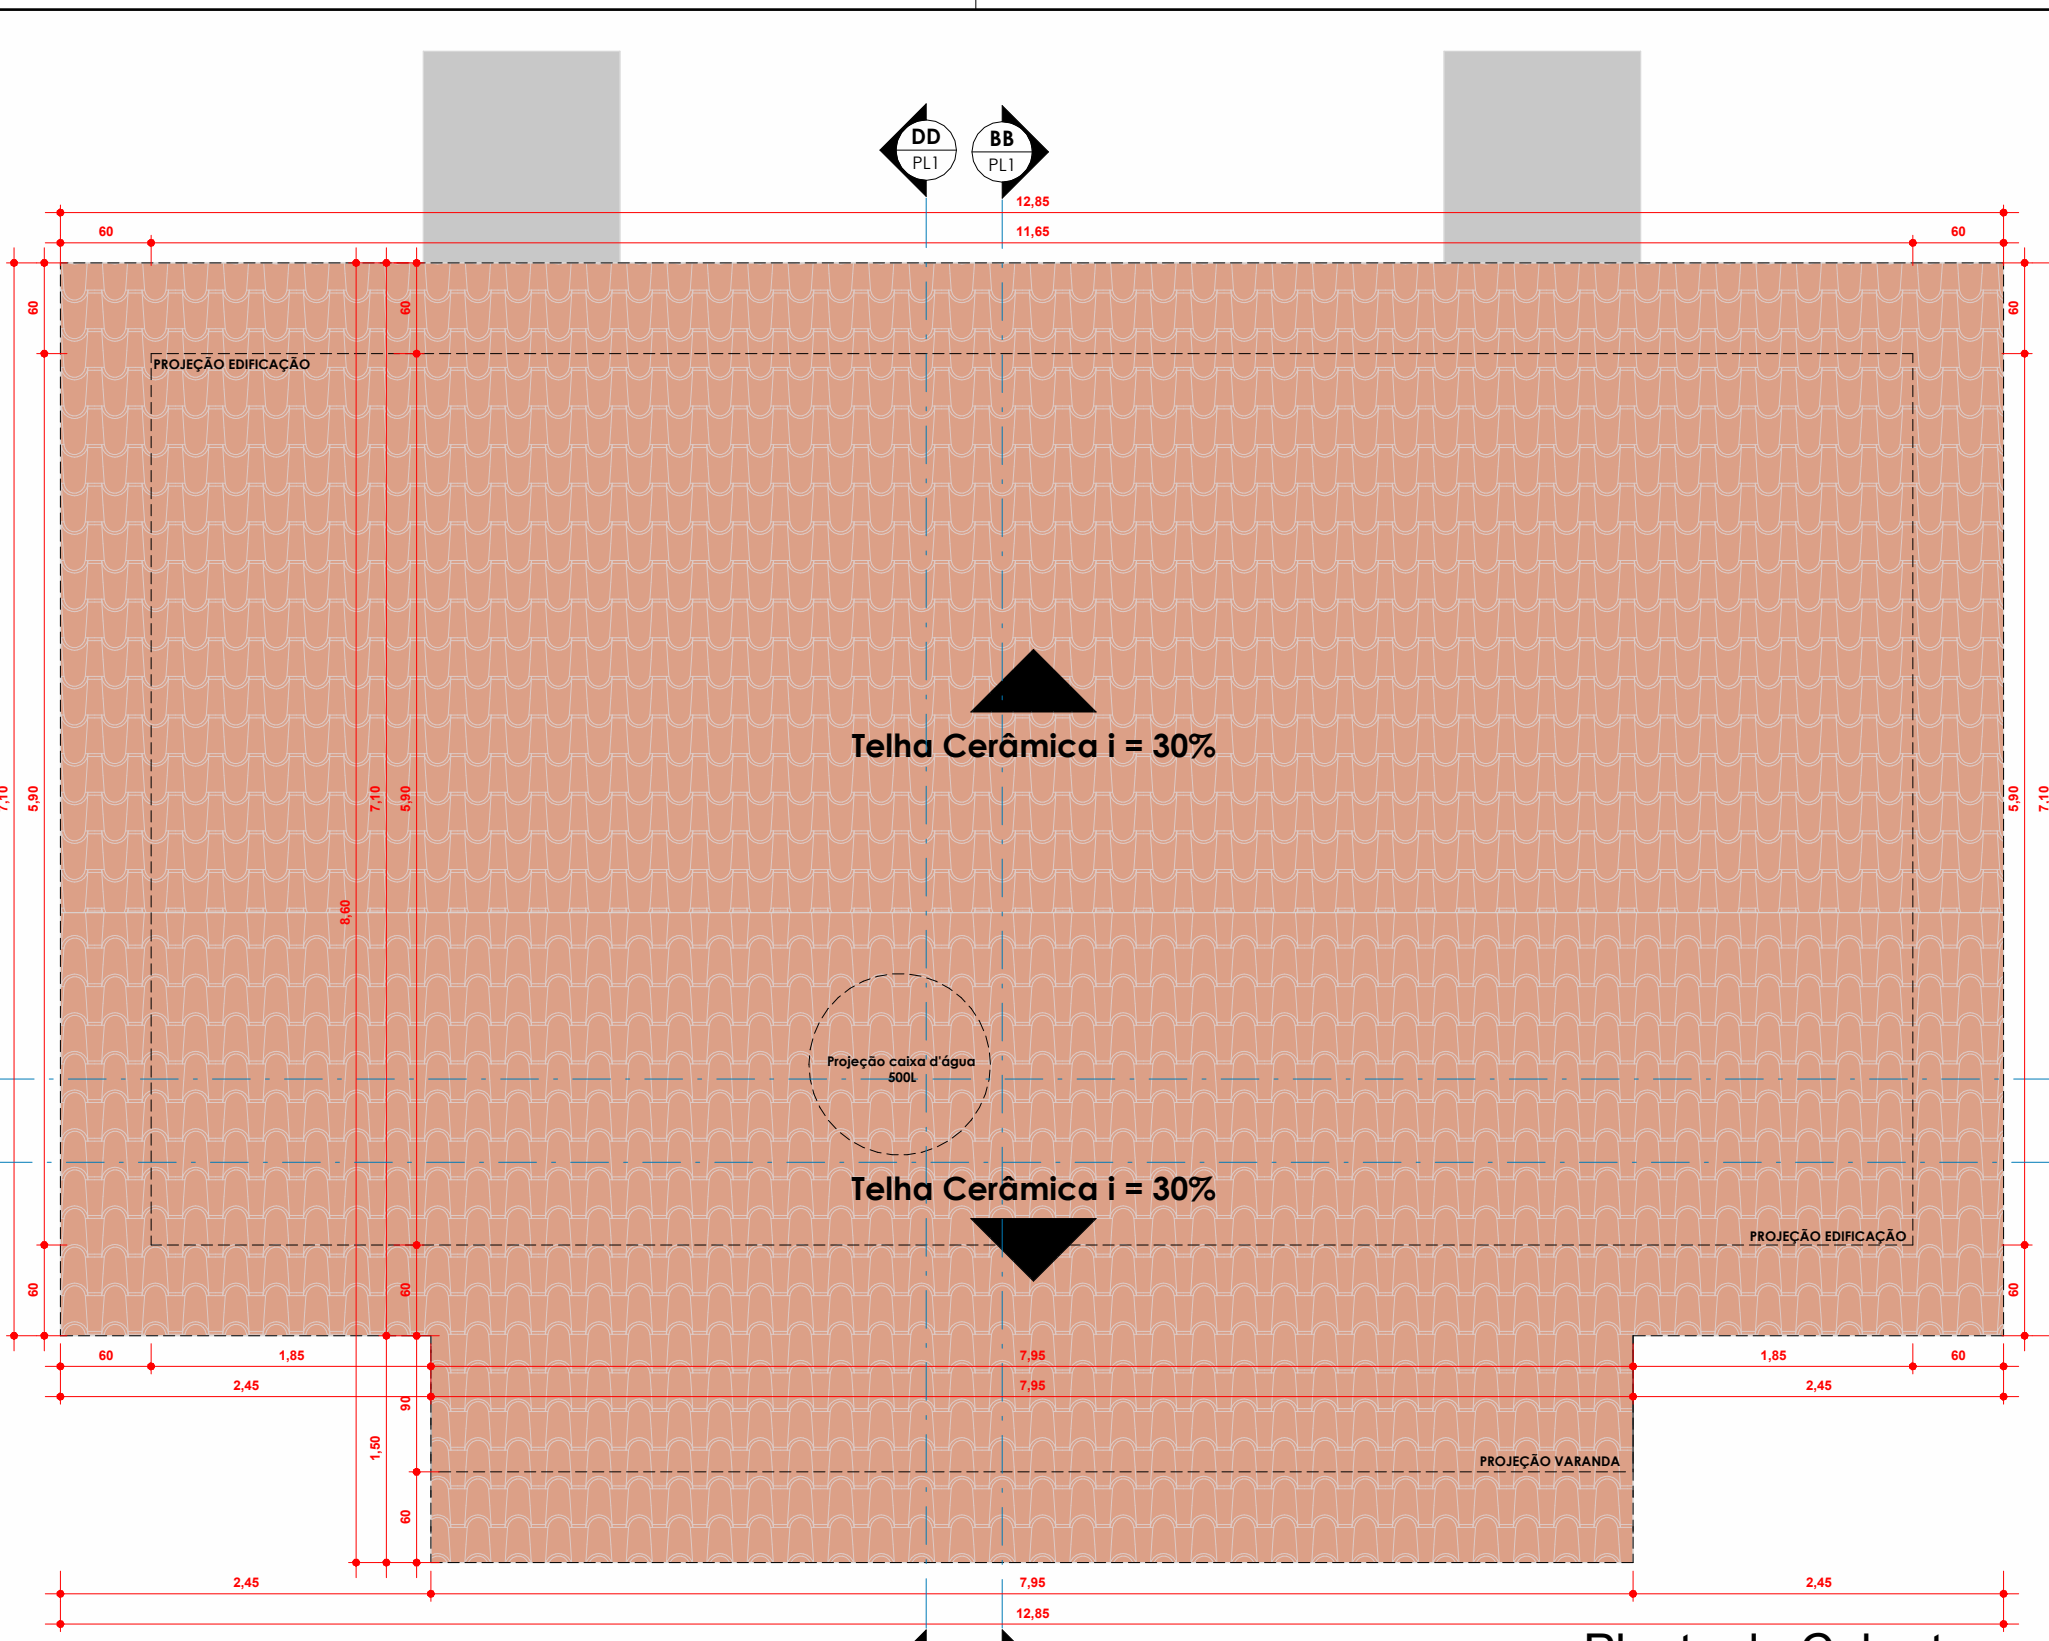 DD
PL1
BB
PL1
12,85
60
11,65
60
60
60
60
PROJEÇÃO EDIFICAÇÃO
Telha Cerâmica i = 30%
7,10
5,90
7,10
5,90
5,90
7,10
8,60
Projeção caixa d'água
500L
Telha Cerâmica i = 30%
PROJEÇÃO EDIFICAÇÃO
60
60
60
60
1,85
7,95
1,85
60
2,45
7,95
2,45
90
1,50
PROJEÇÃO VARANDA
60
2,45
7,95
2,45
12,85